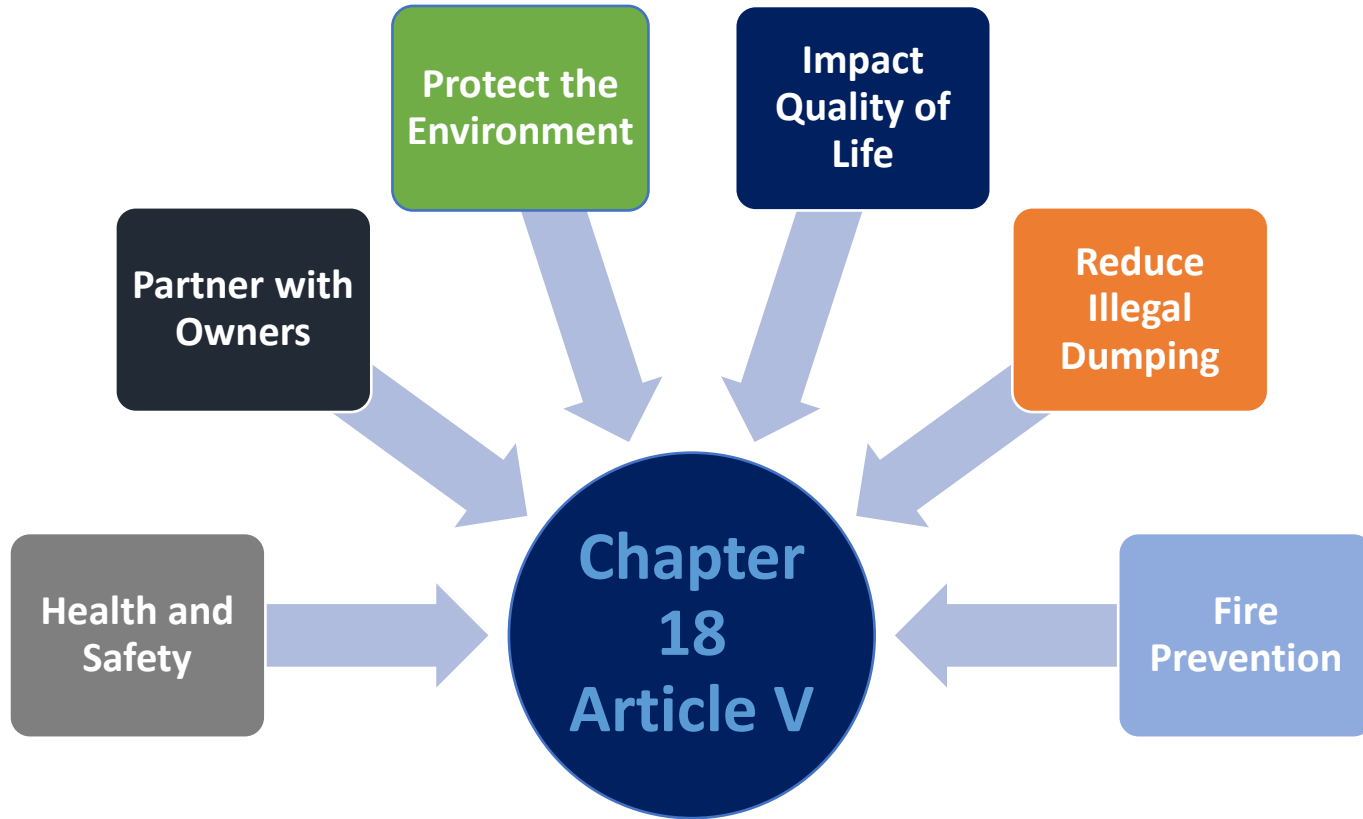 Protect the
Environment
Impact
Quality of
Life
Partner with
Owners
Reduce
Illegal
Dumping
Health and
Safety
Chapter
18
Article V
Fire
Prevention